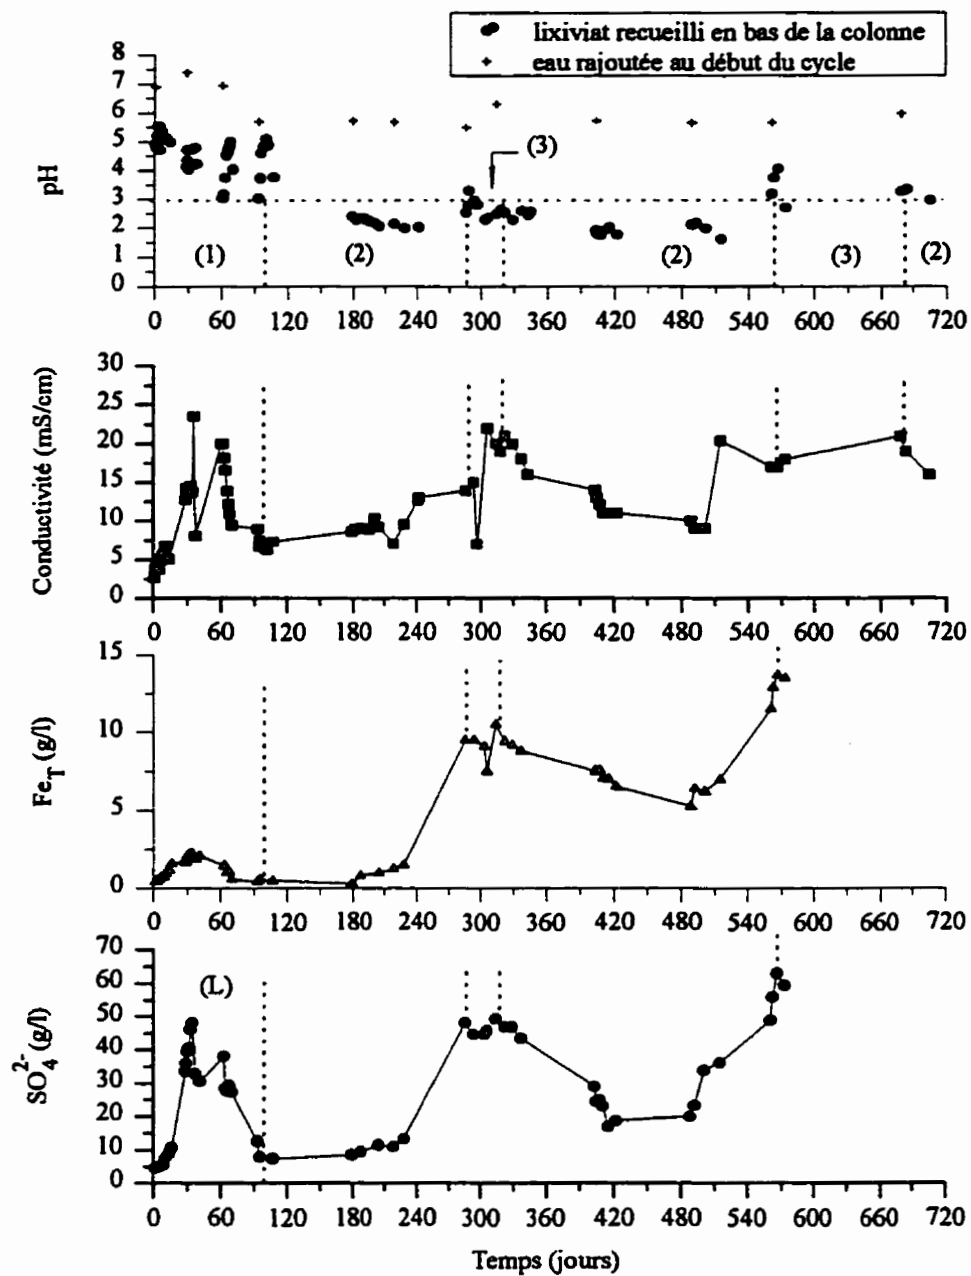 lixiviat recueilli en bas de la colonne
eau rajoutée au début du cycle
8
7
6
5
4
3
2
1
0
pH
(3)
(1)
(2)
(2)
(3)
(2)
0 60 120 180 240 300 360 420 480 540 600 660 720
30
25
20
15
10
5
0
Conductivité (mS/cm)
0 60 120 180 240 300 360 420 480 540 600 660 720
15
10
5
0
Fe_T (g/l)
0 60 120 180 240 300 360 420 480 540 600 660 720
70
60
50
40
30
20
10
0
SO₄²⁻ (g/l)
(L)
0 60 120 180 240 300 360 420 480 540 600 660 720
Temps (jours)